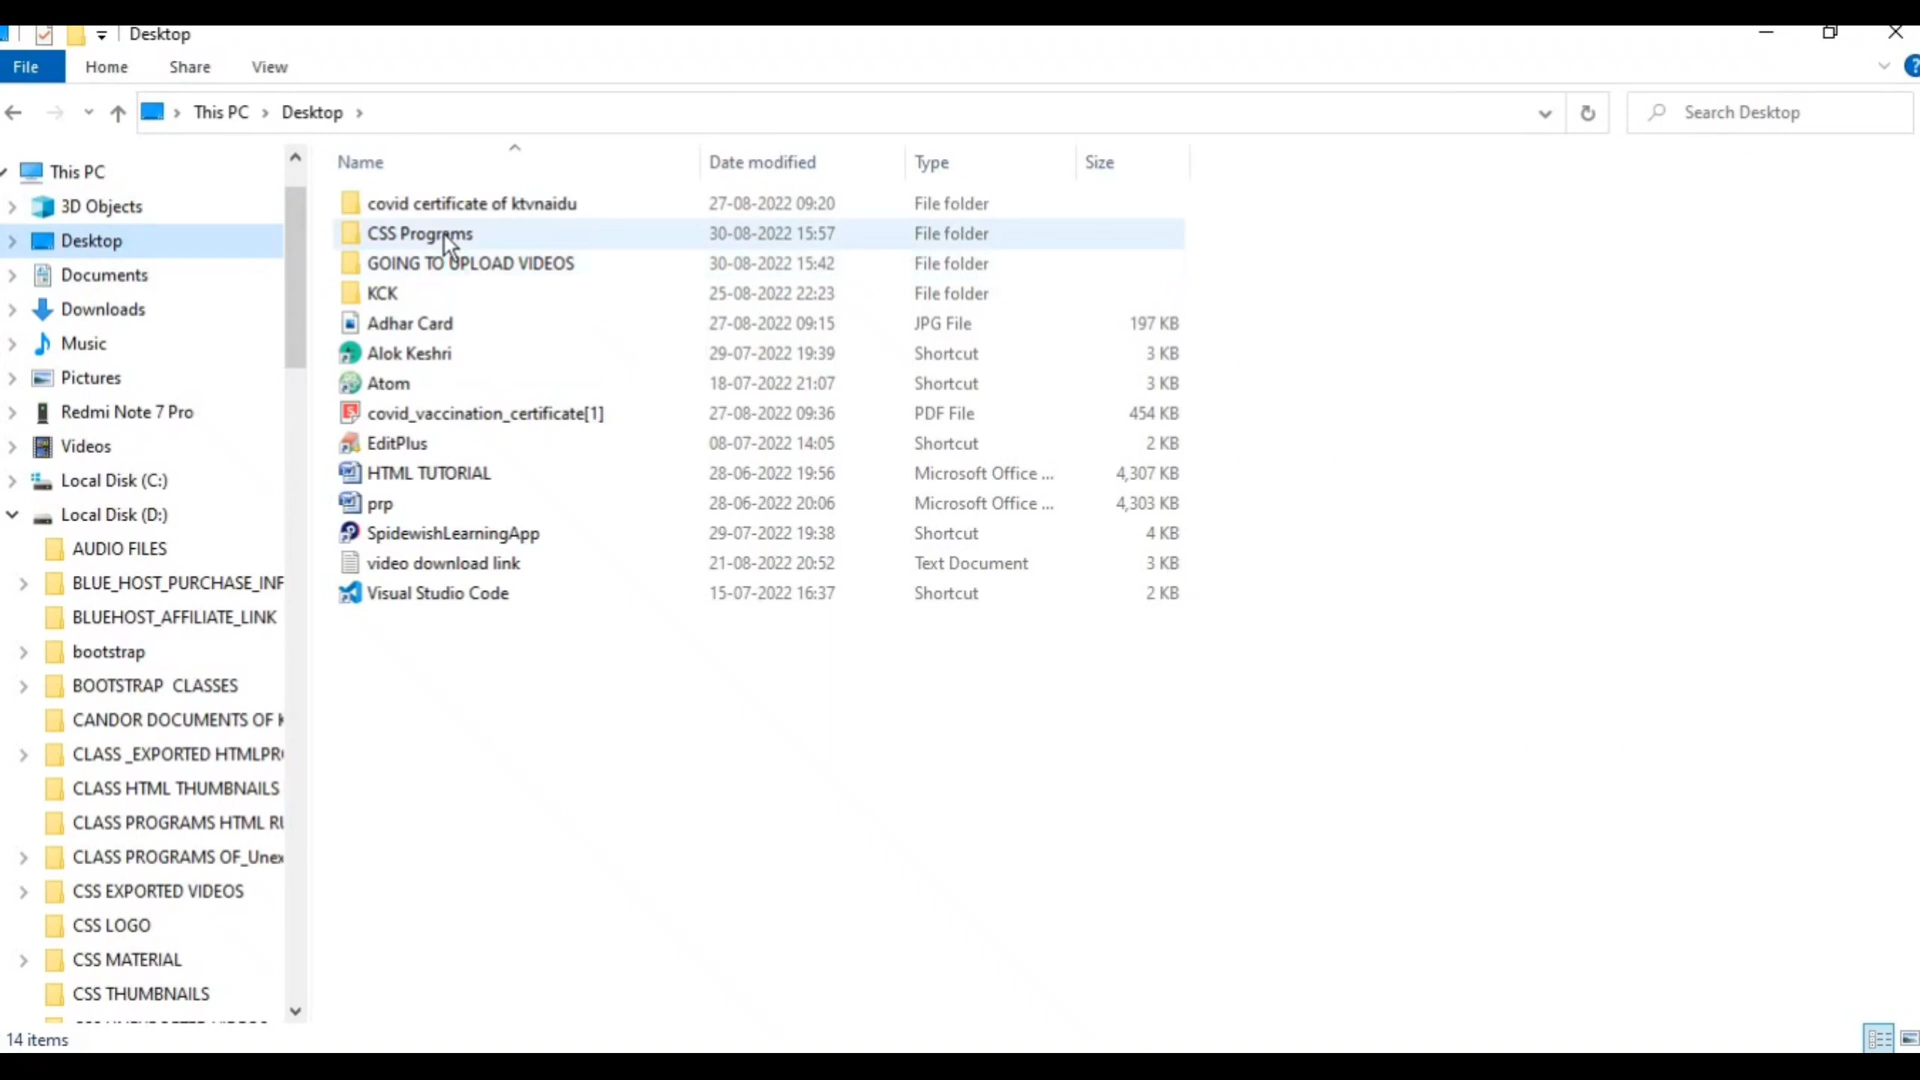 Desktop
File Home Share View
This PC Desktop
Search Desktop
Name Date modified Type Size
covid certificate of ktvnaidu 27-08-2022 09:20 File folder
CSS Programs 30-08-2022 15:57 File folder
GOING TO UPLOAD VIDEOS 30-08-2022 15:42 File folder
KCK 25-08-2022 22:23 File folder
Adhar Card 27-08-2022 09:15 JPG File 197 KB
Alok Keshri 29-07-2022 19:39 Shortcut 3 KB
Atom 18-07-2022 21:07 Shortcut 3 KB
covid_vaccination_certificate[1] 27-08-2022 09:36 PDF File 454 KB
EditPlus 08-07-2022 14:05 Shortcut 2 KB
HTML TUTORIAL 28-06-2022 19:56 Microsoft Office ... 4,307 KB
prp 28-06-2022 20:06 Microsoft Office ... 4,303 KB
SpidewishLearningApp 29-07-2022 19:38 Shortcut 4 KB
video download link 21-08-2022 20:52 Text Document 3 KB
Visual Studio Code 15-07-2022 16:37 Shortcut 2 KB
This PC
3D Objects
Desktop
Documents
Downloads
Music
Pictures
Redmi Note 7 Pro
Videos
Local Disk (C:)
Local Disk (D:)
AUDIO FILES
BLUE_HOST_PURCHASE_INF
BLUEHOST_AFFILIATE_LINK
bootstrap
BOOTSTRAP CLASSES
CANDOR DOCUMENTS OF K
CLASS _EXPORTED HTMLPR
CLASS HTML THUMBNAILS
CLASS PROGRAMS HTML RU
CLASS PROGRAMS OF_Unex
CSS EXPORTED VIDEOS
CSS LOGO
CSS MATERIAL
CSS THUMBNAILS
14 items